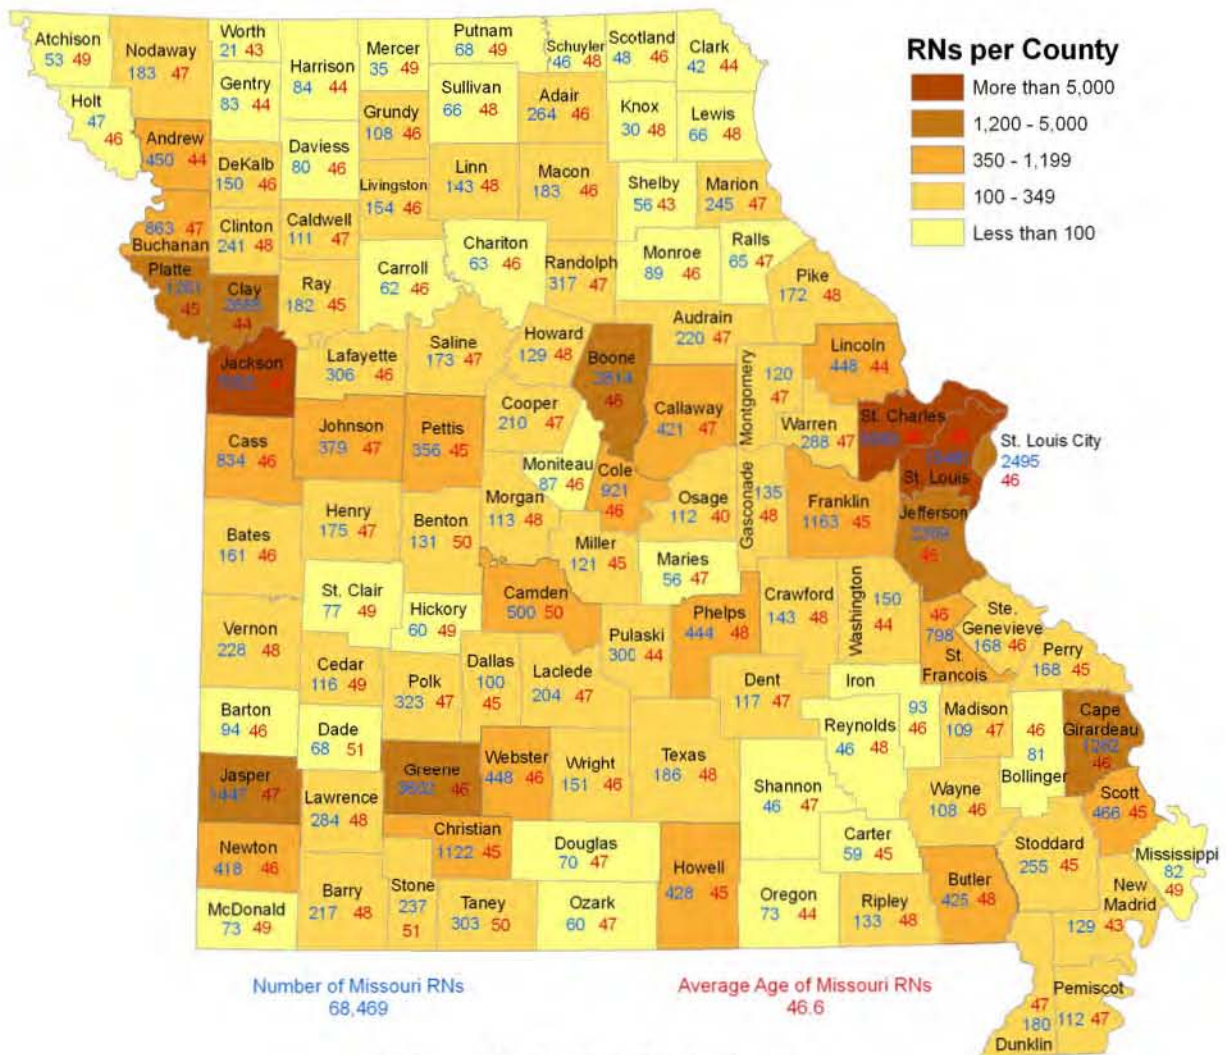 RNs per County
More than 5,000
1,200 - 5,000
350 - 1,199
100 - 349
Less than 100
Atchison
53 49
Nodaway
183 47
Worth
21 43
Harrison
84 44
Mercer
35 49
Putnam
68 49
Schuyler
46 48
Scotland
48 46
Clark
42 44
Holt
47
46
Gentry
83 44
Sullivan
66 48
Adair
264 46
Knox
30 48
Lewis
66 48
Andrew
450 44
DeKalb
150 46
Daviess
80 46
Grundy
108 46
Livingston
154 46
Linn
143 48
Macon
183 46
Shelby
56 43
Marion
245 47
863 47
Buchanan
Clinton
241 48
Caldwell
111 47
Carroll
62 46
Chariton
63 46
Randolph
317 47
Monroe
89 46
Ralls
65 47
Pike
172 48
Platte
45
Clay
44
Ray
182 45
Jackson
Lafayette
306 46
Saline
173 47
Howard
129 48
Boone
46
Audrain
220 47
Montgomery
120
47
Lincoln
448 44
Warren
288 47
St. Charles
St. Louis
St. Louis City
2495
46
Cass
834 46
Johnson
379 47
Pettis
356 45
Cooper
210 47
Moniteau
87 46
Cole
921
46
Callaway
421 47
Osage
112 40
Gasconade
135
48
Franklin
1163 45
Jefferson
Bates
161 46
Henry
175 47
Benton
131 50
Morgan
113 48
Miller
121 45
Maries
56 47
St. Clair
77 49
Hickory
60 49
Camden
500 50
Pulaski
300 44
Phelps
444 48
Crawford
143 48
Washington
150
44
46
798
St
Francois
Ste.
Genevieve
168 46
Perry
168 45
Vernon
228 48
Cedar
116 49
Polk
323 47
Dallas
100
45
Laclede
204 47
Dent
117 47
Iron
93
46
Reynolds
46 48
Madison
109 47
46
81
Bollinger
Cape
Girardeau
1262
46
Barton
94 46
Dade
68 51
Jasper
1447 47
Greene
46
Webster
448 46
Wright
151 46
Texas
186 48
Shannon
46 47
Wayne
108 46
Scott
466 45
Lawrence
284 48
Christian
1122 45
Douglas
70 47
Howell
428 45
Carter
59 45
Stoddard
255 45
Mississippi
82
49
Newton
418 46
McDonald
73 49
Barry
217 48
Stone
237
51
Taney
303 50
Ozark
60 47
Oregon
73 44
Ripley
133 48
Butler
425 48
New
Madrid
129 43
Pemiscot
112 47
47
180
Dunklin
Number of Missouri RNs
68,469
Average Age of Missouri RNs
46.6